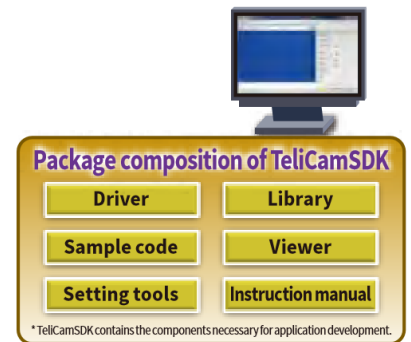 Package composition of TeliCamSDK
Driver
Library
Sample code
Viewer
Setting tools
Instruction manual
* TeliCamSDK contains the components necessary for application development.